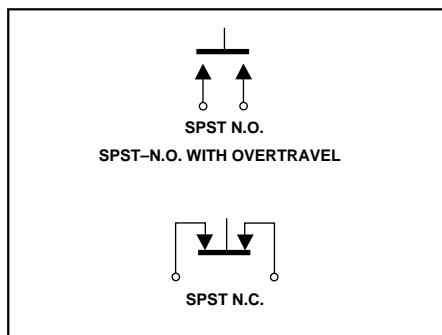 SPST N.O.
SPST–N.O. WITH OVERTRAVEL
SPST N.C.